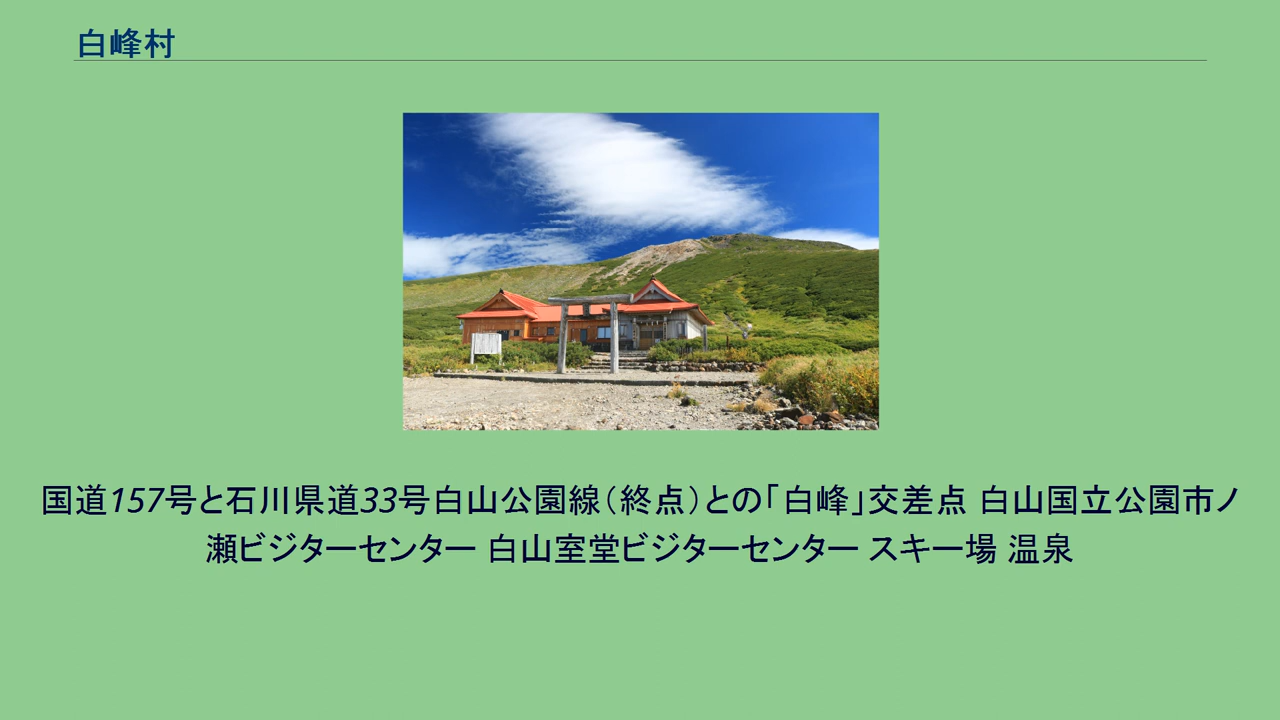 白峰村
国道157号と石川県道33号白山公園線（終点）との「白峰」交差点 白山国立公園市ノ
瀬ビジターセンター 白山室堂ビジターセンター スキー場 温泉